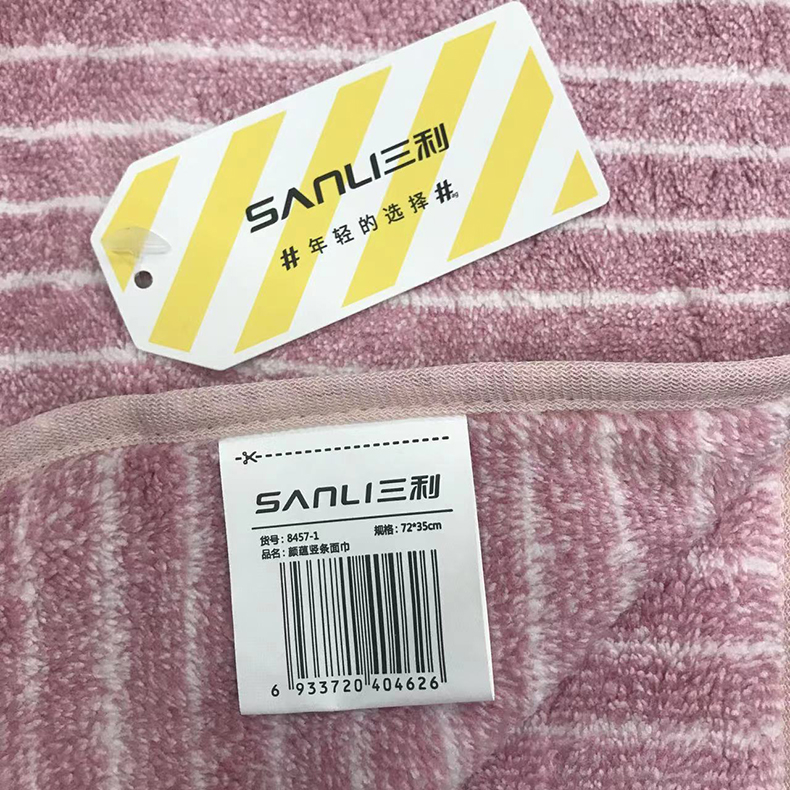 SANLI三利
#年轻的选择#
SANLI三利
货号：8457-1 规格：72*35cm
品名：颜蕴竖条面巾
6 933720 404626